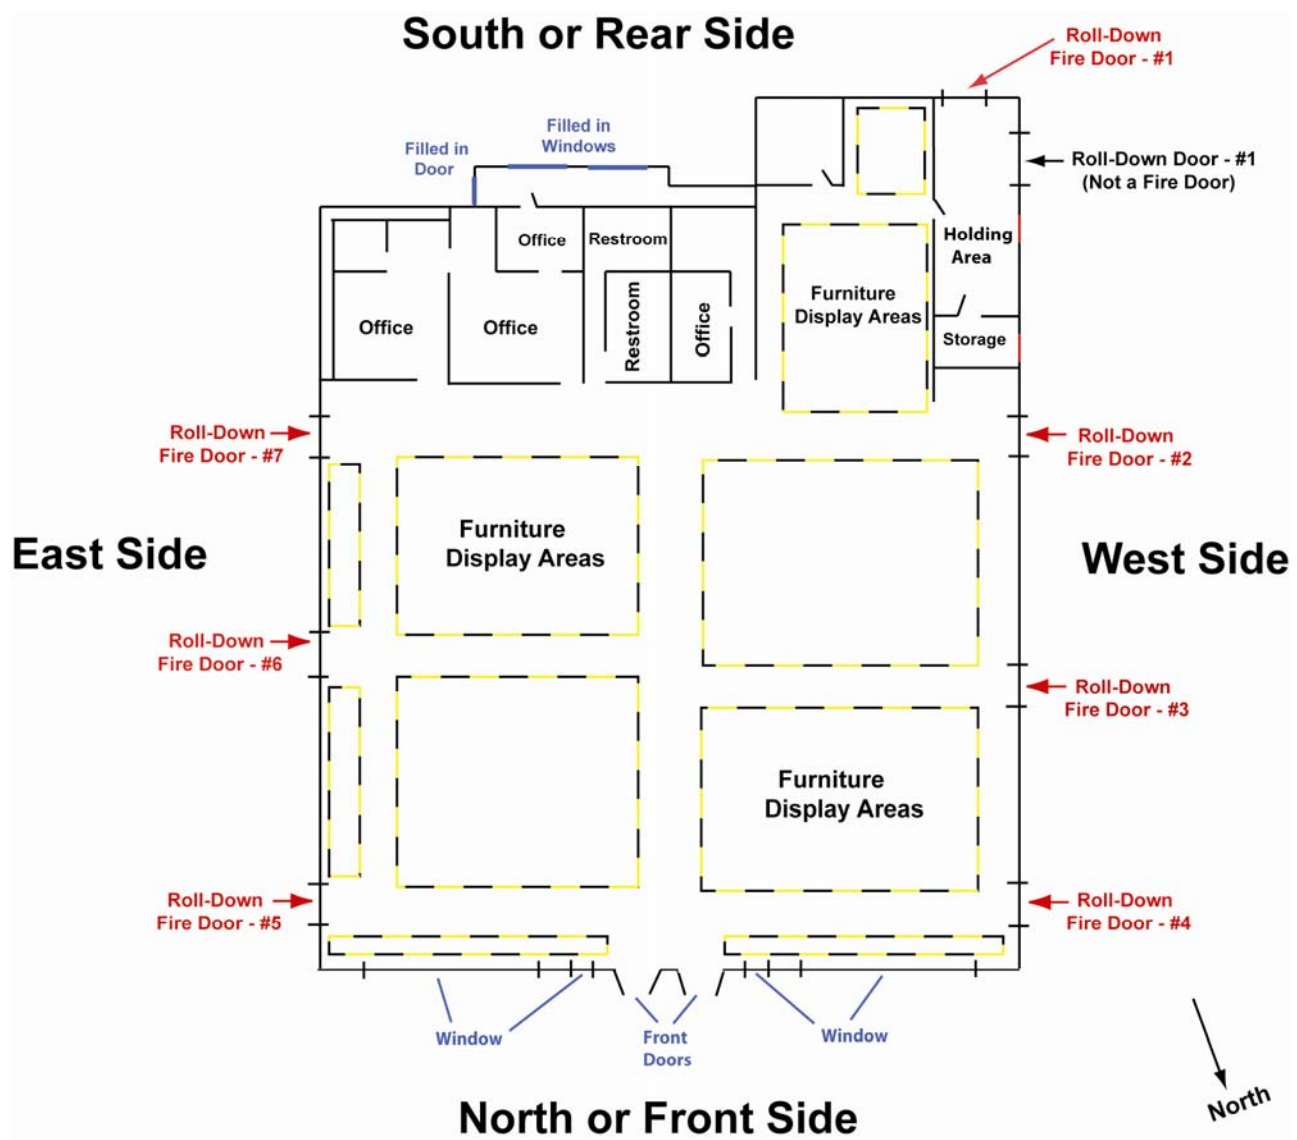 South or Rear Side
Roll-Down
Fire Door - #1
Filled in
Windows
Filled in
Door
Roll-Down Door - #1
(Not a Fire Door)
Office
Restroom
Holding
Area
Furniture
Display Areas
Office
Office
Restroom
Office
Storage
Roll-Down
Fire Door - #7
Roll-Down
Fire Door - #2
Furniture
Display Areas
East Side
West Side
Roll-Down
Fire Door - #6
Roll-Down
Fire Door - #3
Furniture
Display Areas
Roll-Down
Fire Door - #5
Roll-Down
Fire Door - #4
Window
Front
Doors
Window
North
North or Front Side